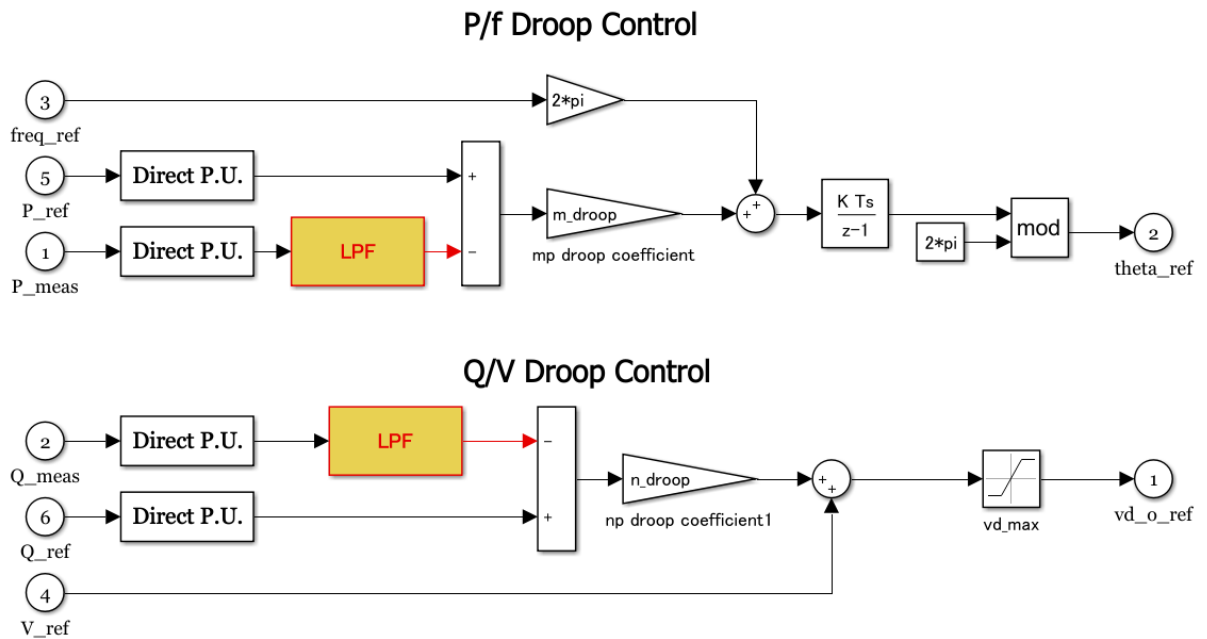 P/f Droop Control
3
freq_ref
2*pi
5
P_ref
Direct P.U.
+
1
P_meas
Direct P.U.
LPF
−
m_droop
mp droop coefficient
+
+
K Ts
z−1
2*pi
mod
2
theta_ref
Q/V Droop Control
2
Q_meas
Direct P.U.
LPF
−
6
Q_ref
Direct P.U.
+
n_droop
np droop coefficient1
+
+
vd_max
1
vd_o_ref
4
V_ref